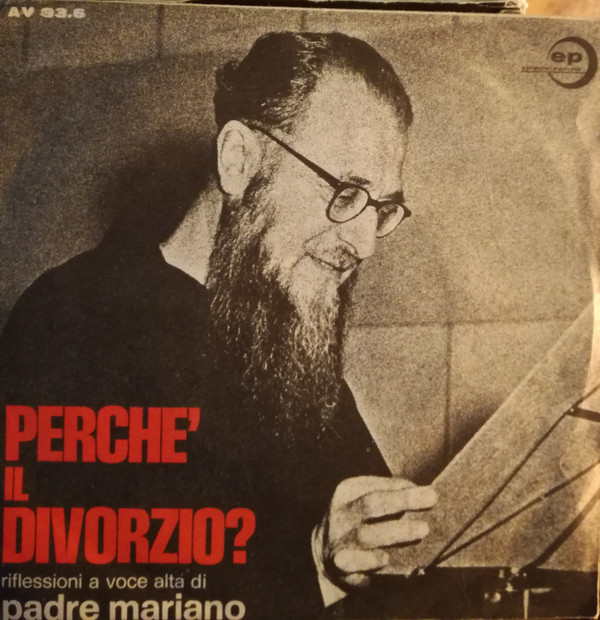 AV 93.6
ep
PERCHE'
IL
DIVORZIO?
riflessioni a voce alta di
padre mariano